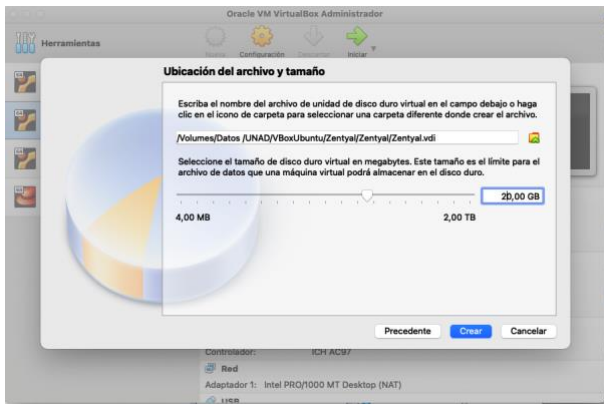 Oracle VM VirtualBox Administrador
Herramientas
Nueva Configuración Descartar Iniciar
Ubicación del archivo y tamaño
Escriba el nombre del archivo de unidad de disco duro virtual en el campo debajo o haga
clic en el icono de carpeta para seleccionar una carpeta diferente donde crear el archivo.
/Volumes/Datos /UNAD/VBoxUbuntu/Zentyal/Zentyal/Zentyal.vdi
Seleccione el tamaño de disco duro virtual en megabytes. Este tamaño es el límite para el
archivo de datos que una máquina virtual podrá almacenar en el disco duro.
20,00 GB
4,00 MB 2,00 TB
Precedente Crear Cancelar
Controlador: ICH AC97
Red
Adaptador 1: Intel PRO/1000 MT Desktop (NAT)
USB